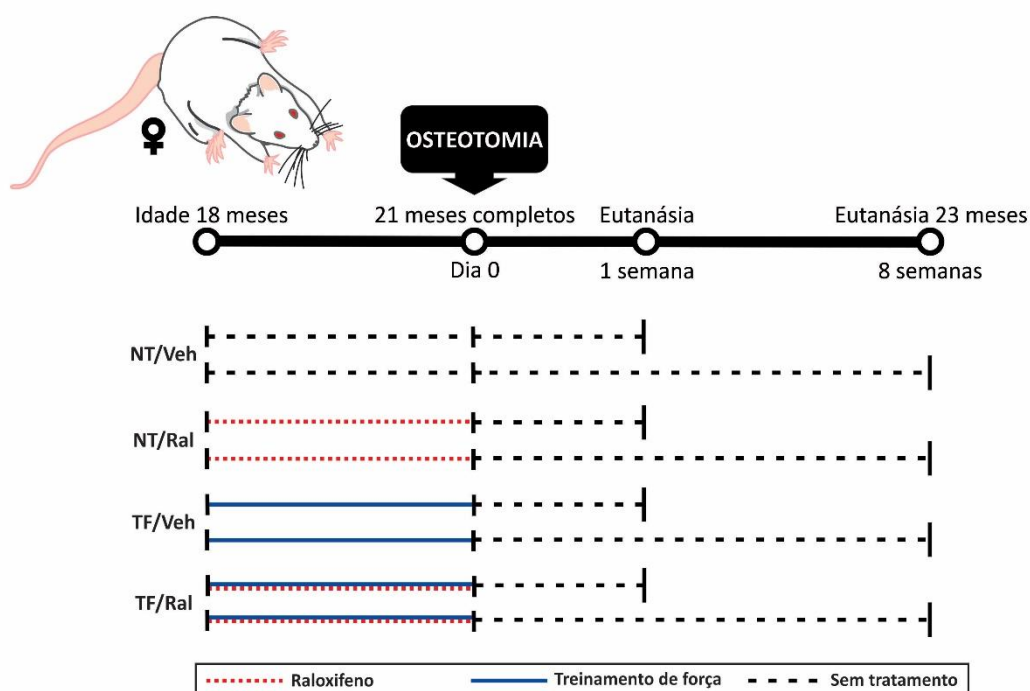 ♀
OSTEOTOMIA
Idade 18 meses 21 meses completos Eutanásia Eutanásia 23 meses
Dia 0 1 semana 8 semanas
NT/Veh
NT/Ral
TF/Veh
TF/Ral
Raloxifeno Treinamento de força Sem tratamento